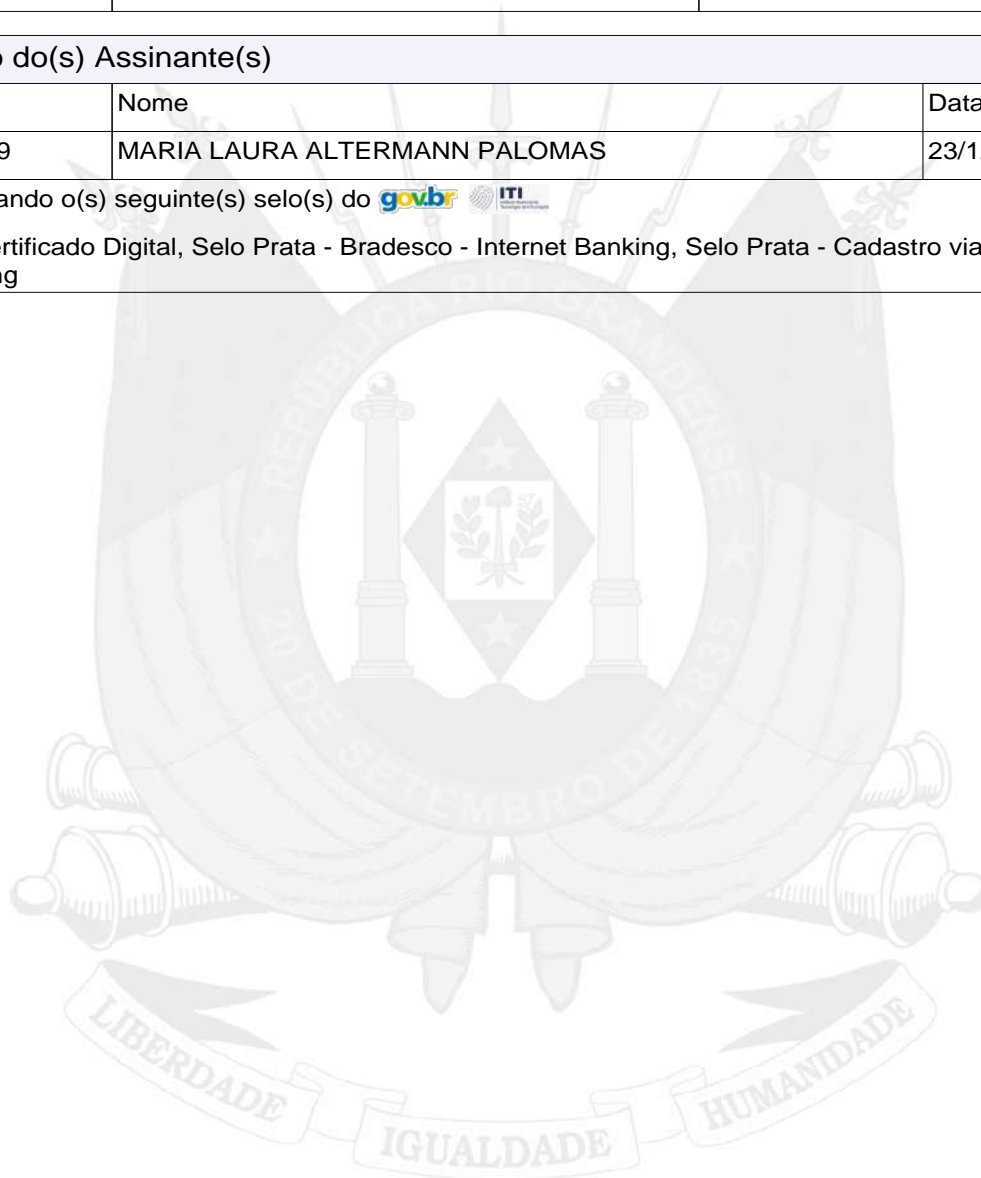 o do(s) Assinante(s)
Nome Data
9 MARIA LAURA ALTERMANN PALOMAS 23/1
ando o(s) seguinte(s) selo(s) do gov.br ITI
ertificado Digital, Selo Prata - Bradesco - Internet Banking, Selo Prata - Cadastro via
ng
REPÚBLICA RIO GRANDENSE
20 DE SETEMBRO DE 1835
LIBERDADE IGUALDADE HUMANIDADE